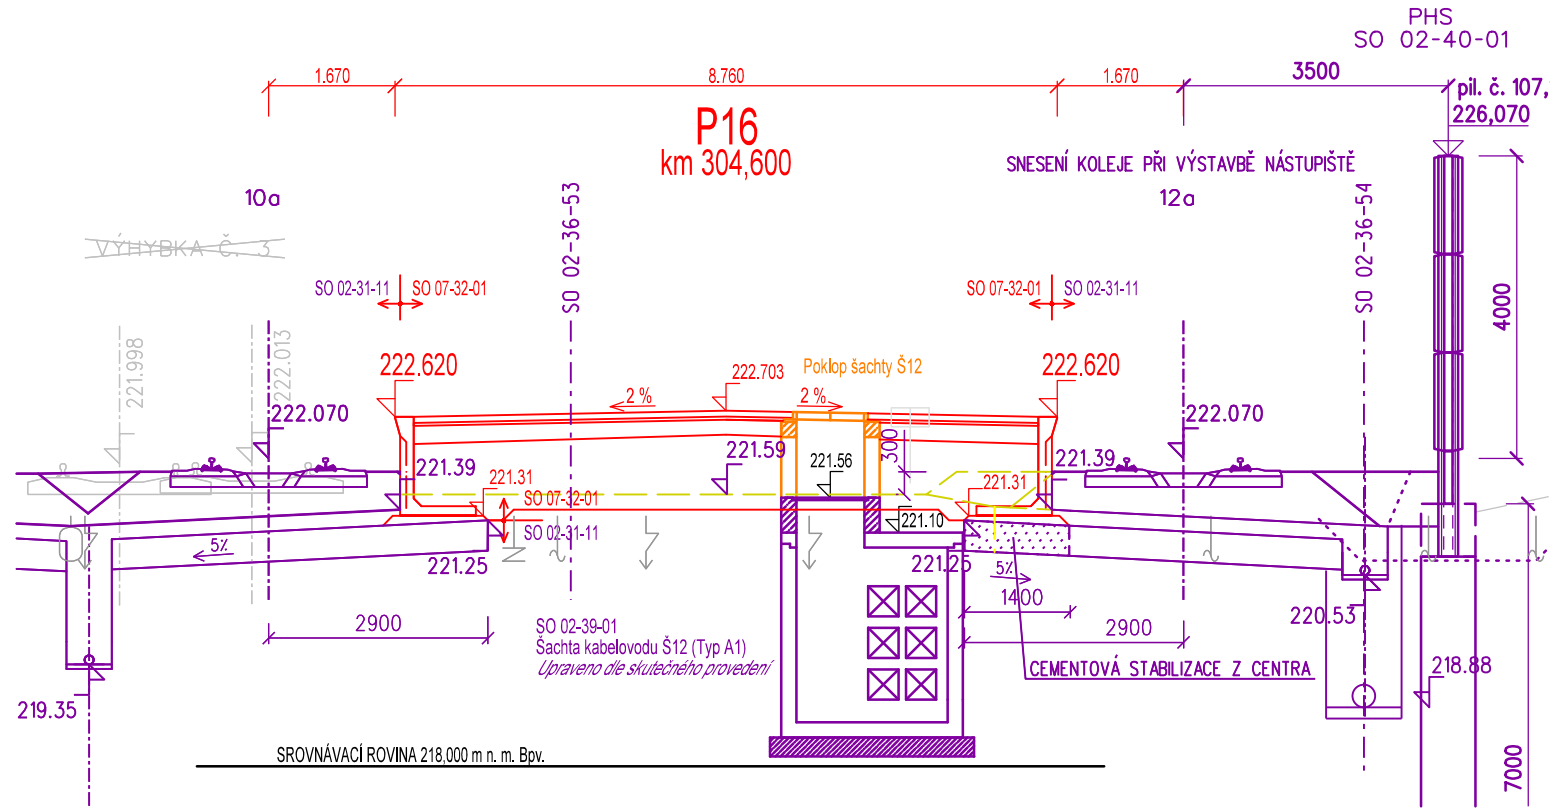 PHS
SO 02-40-01
1.670
8.760
1.670
3500
pil. č. 107,
226,070
P16
km 304,600
SNESENÍ KOLEJE PŘI VÝSTAVBĚ NÁSTUPIŠTĚ
10a
12a
SO 02-36-53
SO 02-36-54
VÝHYBKA Č. 3
SO 02-31-11
SO 07-32-01
SO 07-32-01
SO 02-31-11
4000
221.998
222.013
222.620
222.703
Poklop šachty Š12
222.620
2 %
2 %
222.070
222.070
300
221.39
221.59
221.56
221.39
221.31
221.31
SO 07-32-01
SO 02-31-11
221.10
5%
221.25
221.25
5%
1400
220.53
2900
2900
SO 02-39-01
Šachta kabelovodu Š12 (Typ A1)
Upraveno dle skutečného provedení
CEMENTOVÁ STABILIZACE Z CENTRA
218.88
219.35
7000
SROVNÁVACÍ ROVINA 218,000 m n. m. Bpv.